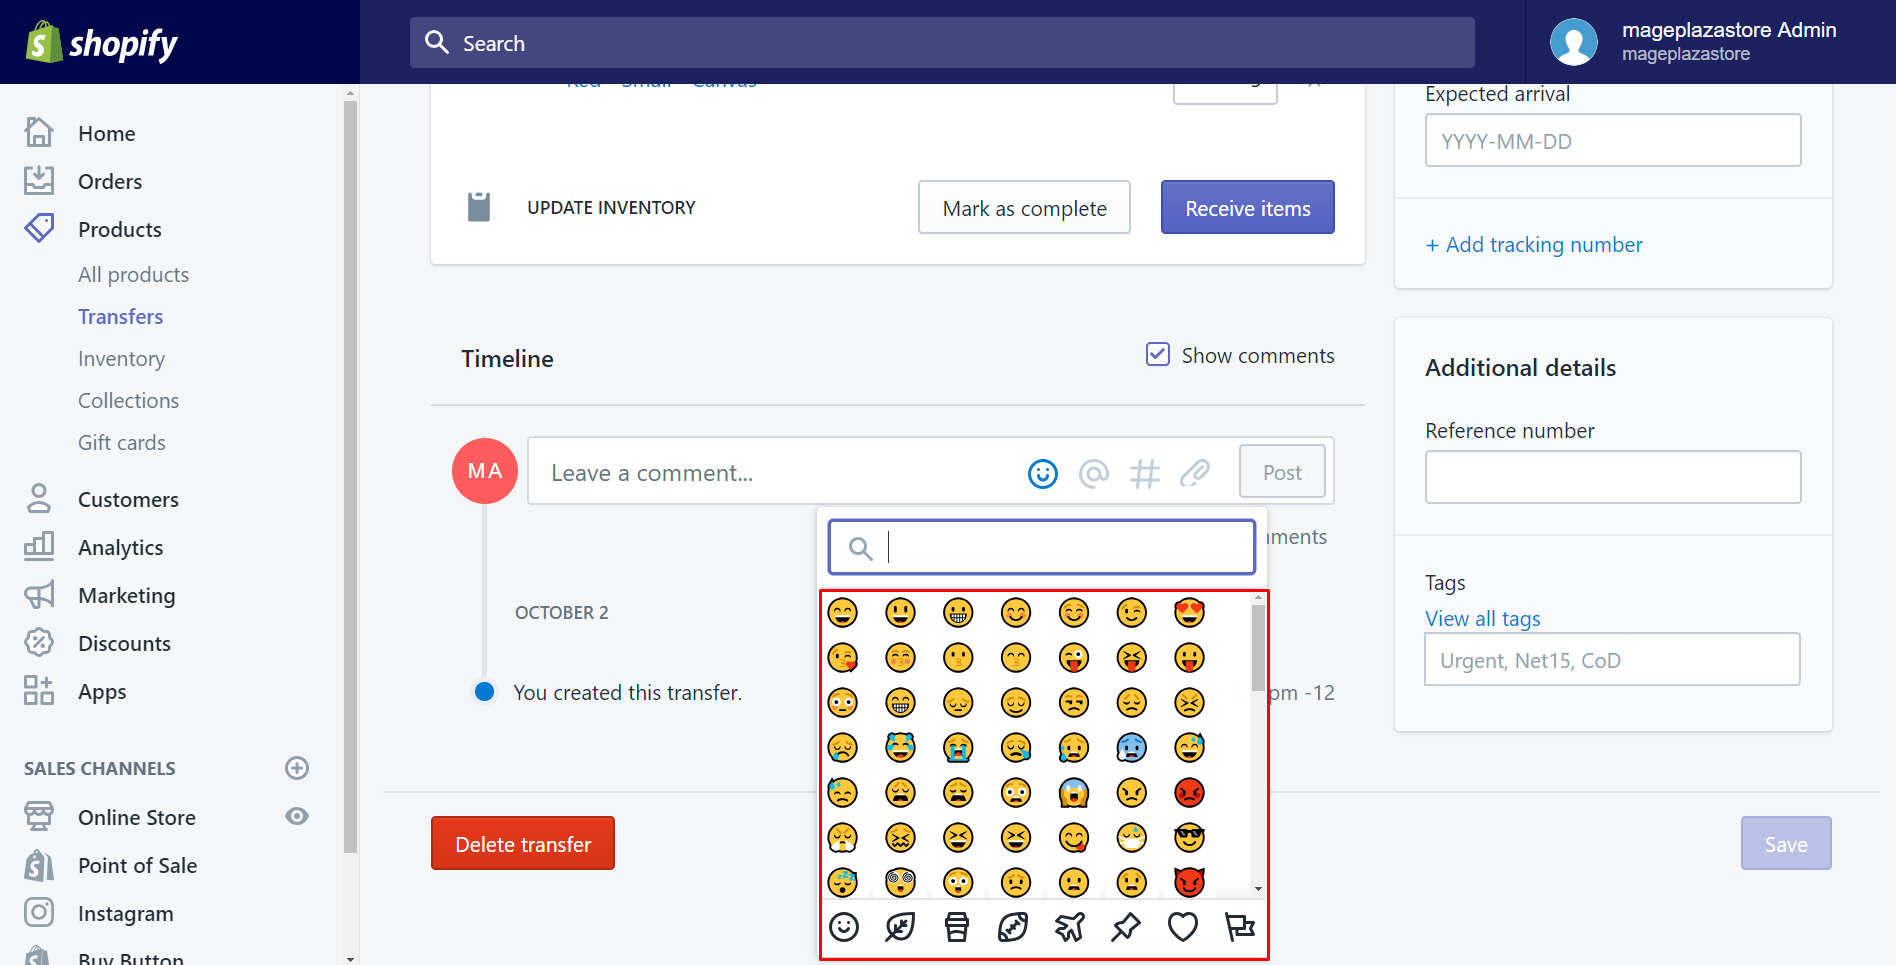 shopify
Search
mageplazastore Admin
mageplazastore
Home
Orders
Products
All products
Transfers
Inventory
Collections
Gift cards
Customers
Analytics
Marketing
Discounts
Apps
SALES CHANNELS
Online Store
Point of Sale
Instagram
Buy Button
Red Small Canvas
UPDATE INVENTORY
Mark as complete
Receive items
Timeline
Show comments
MA
Leave a comment...
Post
OCTOBER 2
You created this transfer.
pm -12
Delete transfer
Expected arrival
YYYY-MM-DD
+ Add tracking number
Additional details
Reference number
Tags
View all tags
Urgent, Net15, CoD
Save